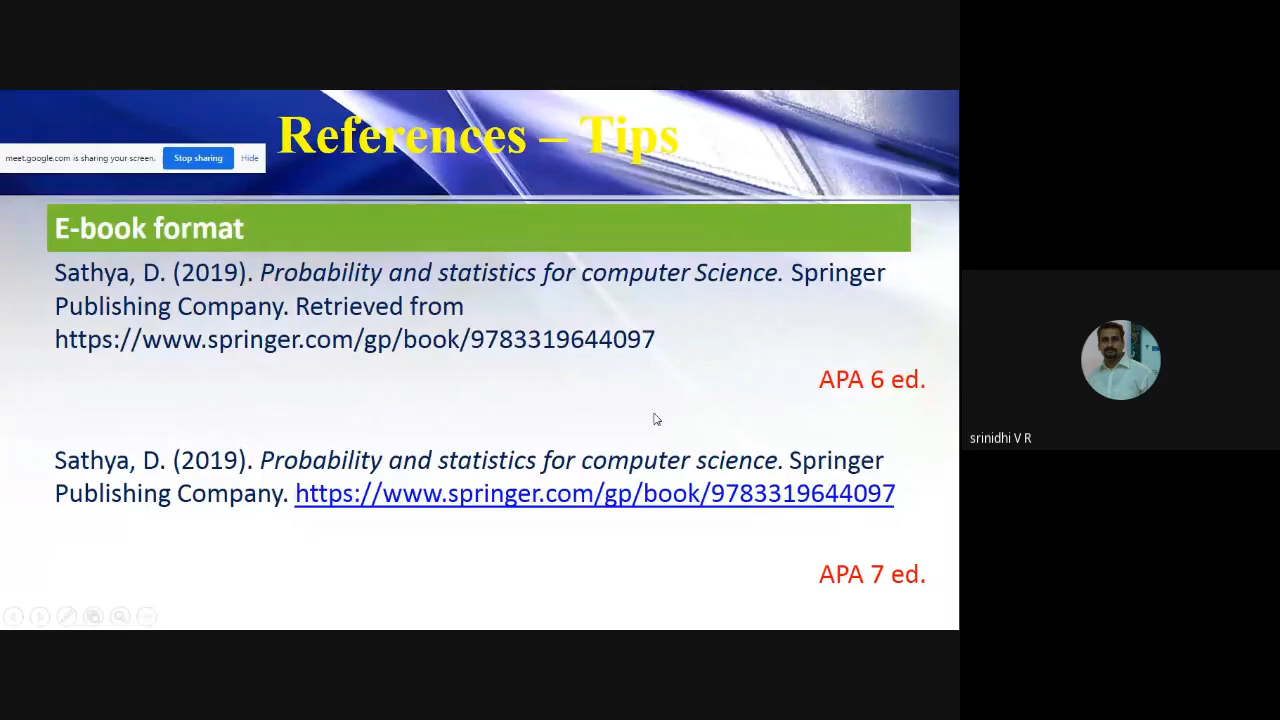 References – Tips
meet.google.com is sharing your screen. Stop sharing Hide
E-book format
Sathya, D. (2019). Probability and statistics for computer Science. Springer
Publishing Company. Retrieved from
https://www.springer.com/gp/book/9783319644097
APA 6 ed.
Sathya, D. (2019). Probability and statistics for computer science. Springer
Publishing Company. https://www.springer.com/gp/book/9783319644097
APA 7 ed.
srinidhi V R